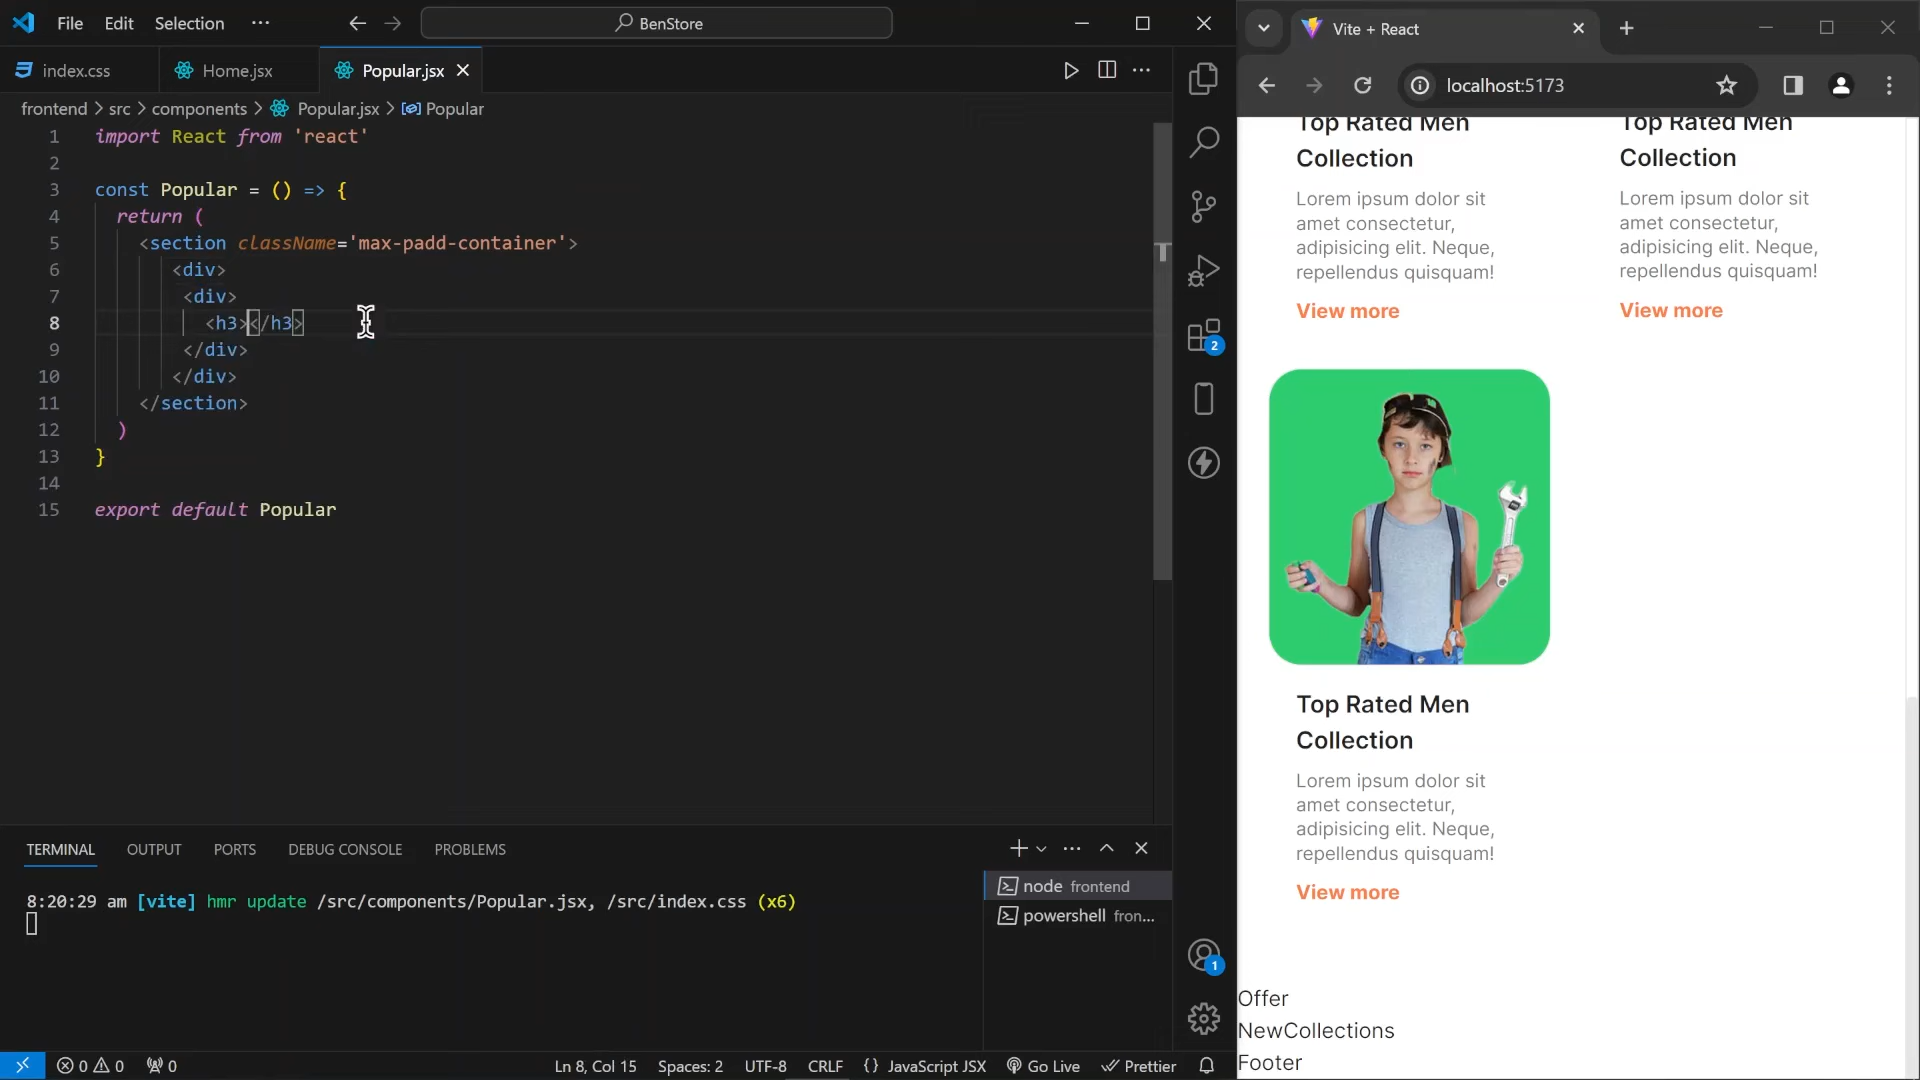 File Edit Selection ··· BenStore
index.css Home.jsx Popular.jsx
frontend > src > components > Popular.jsx > Popular
1 import React from 'react'
2
3 const Popular = () => {
4 return (
5 <section className='max-padd-container'>
6 <div>
7 <div>
8 <h3></h3>
9 </div>
10 </div>
11 </section>
12 )
13 }
14
15 export default Popular
2
TERMINAL OUTPUT PORTS DEBUG CONSOLE PROBLEMS
8:20:29 am [vite] hmr update /src/components/Popular.jsx, /src/index.css (x6)
node frontend
powershell fron...
1
0 0 0 Ln 8, Col 15 Spaces: 2 UTF-8 CRLF {} JavaScript JSX Go Live Prettier
Vite + React
localhost:5173
Top Rated Men
Collection
Lorem ipsum dolor sit
amet consectetur,
adipisicing elit. Neque,
repellendus quisquam!
View more
Top Rated Men
Collection
Lorem ipsum dolor sit
amet consectetur,
adipisicing elit. Neque,
repellendus quisquam!
View more
Top Rated Men
Collection
Lorem ipsum dolor sit
amet consectetur,
adipisicing elit. Neque,
repellendus quisquam!
View more
Offer
NewCollections
Footer